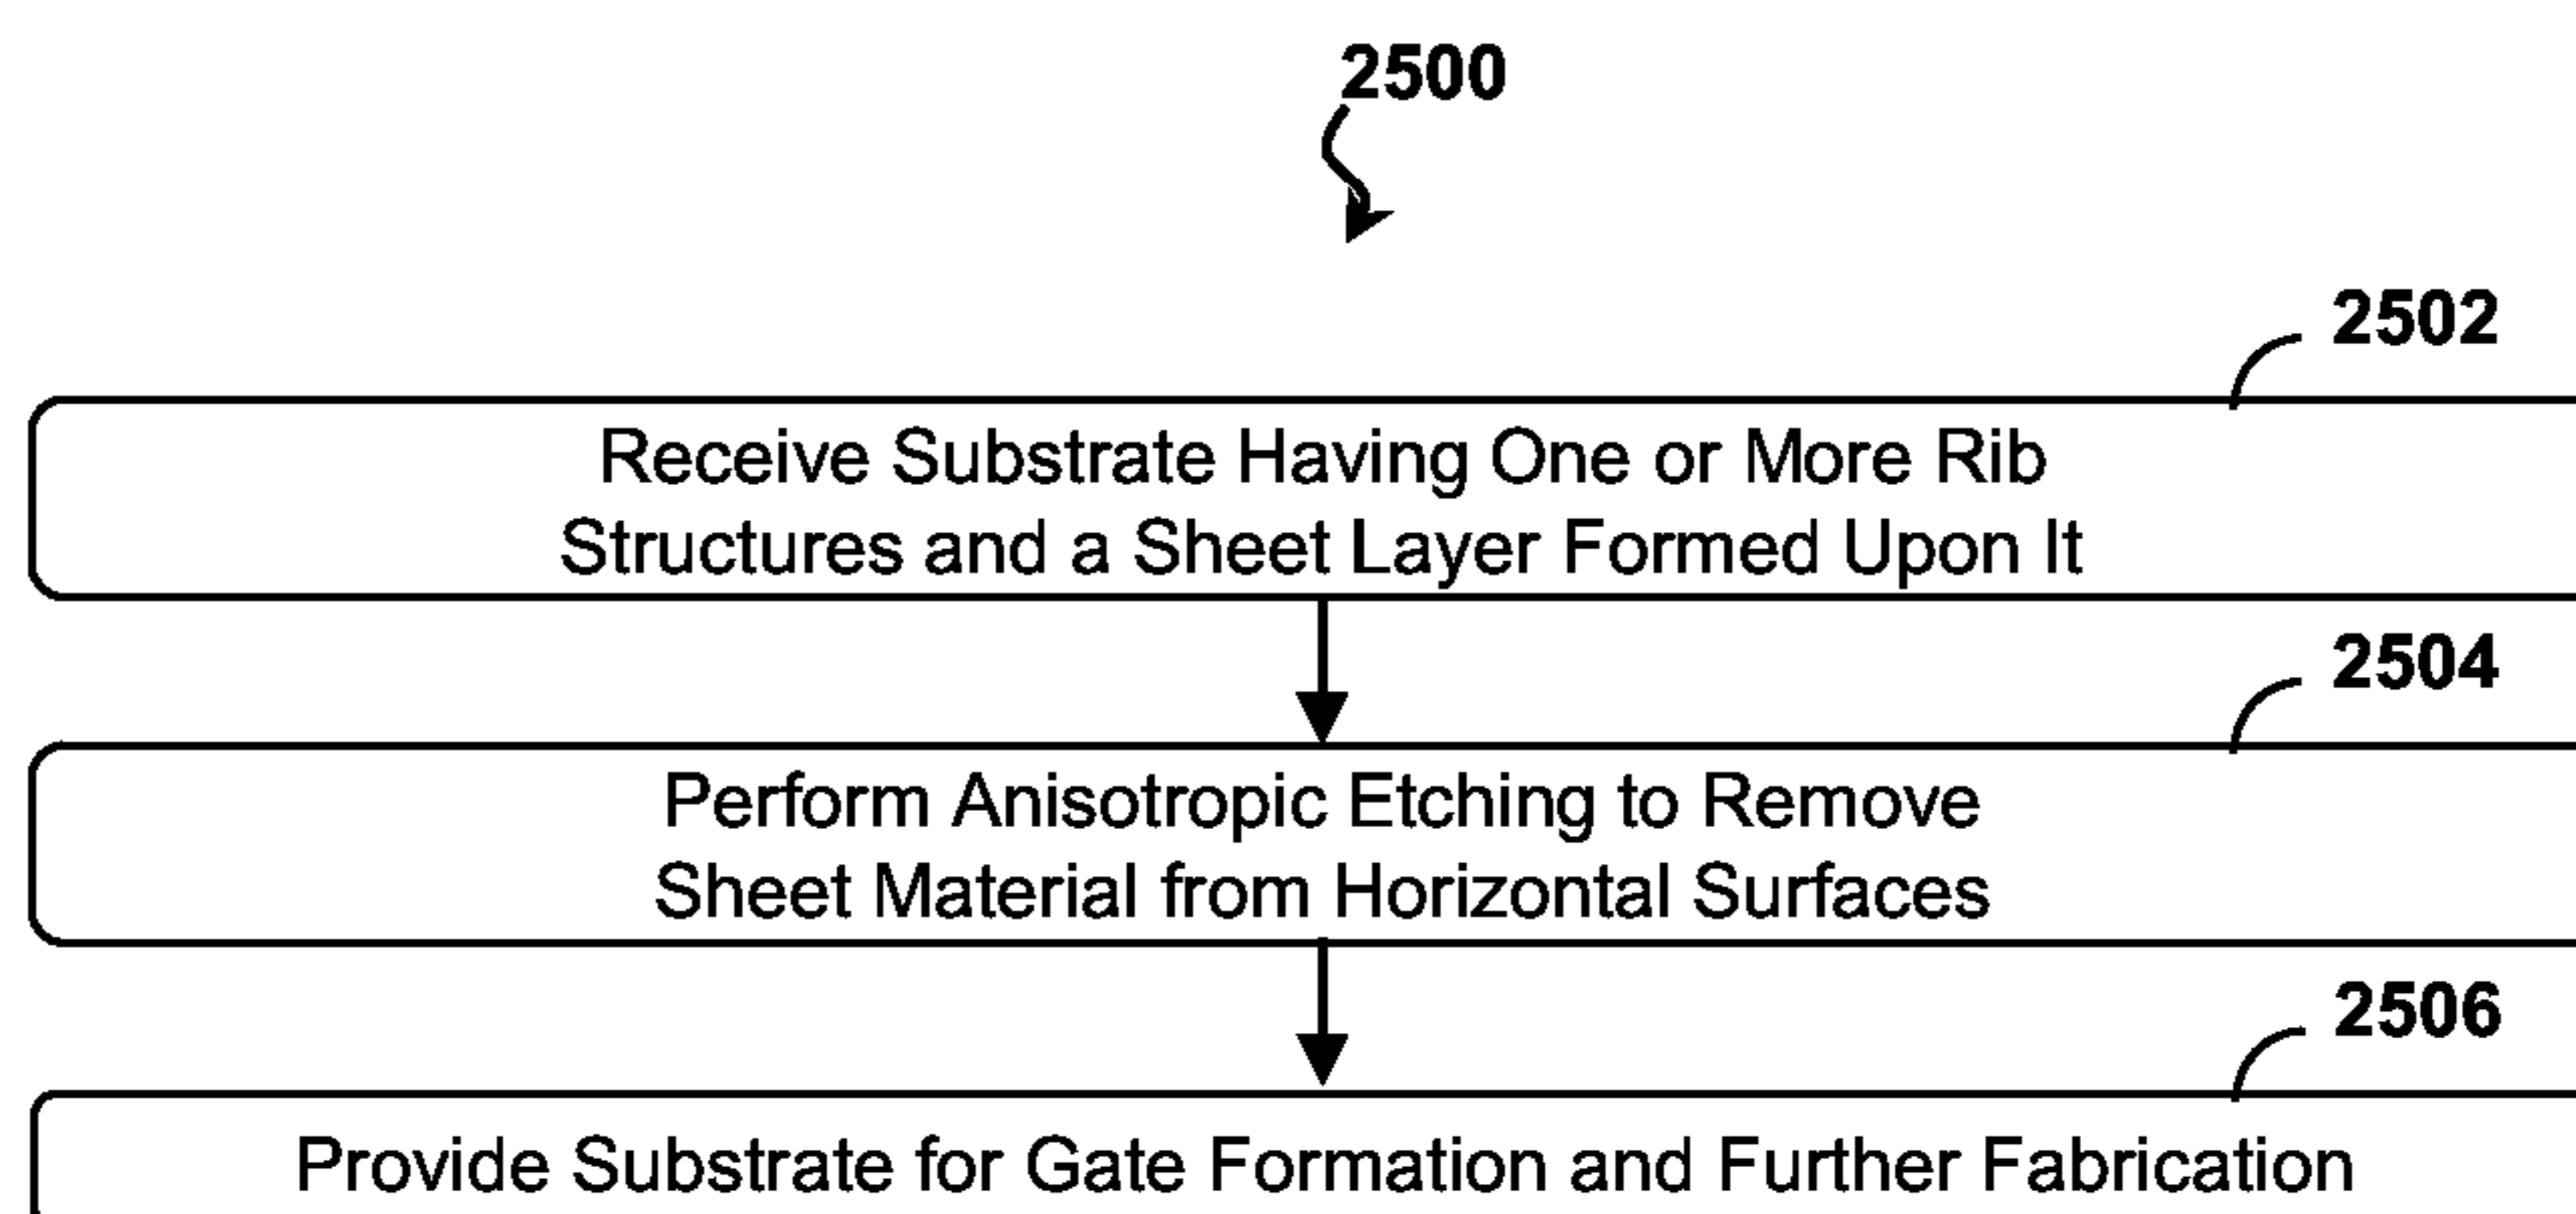 2500
2502
Receive Substrate Having One or More Rib
Structures and a Sheet Layer Formed Upon It
2504
Perform Anisotropic Etching to Remove
Sheet Material from Horizontal Surfaces
2506
Provide Substrate for Gate Formation and Further Fabrication